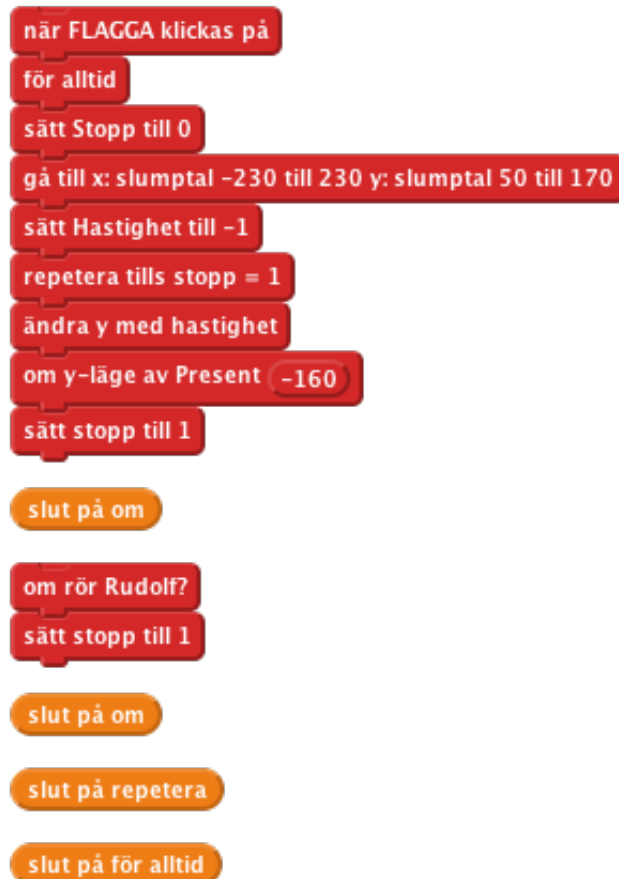 när FLAGGA klickas på
för alltid
sätt Stopp till 0
gå till x: slumptal -230 till 230 y: slumptal 50 till 170
sätt Hastighet till -1
repetera tills stopp = 1
ändra y med hastighet
om y-läge av Present -160
sätt stopp till 1
slut på om
om rör Rudolf?
sätt stopp till 1
slut på om
slut på repetera
slut på för alltid